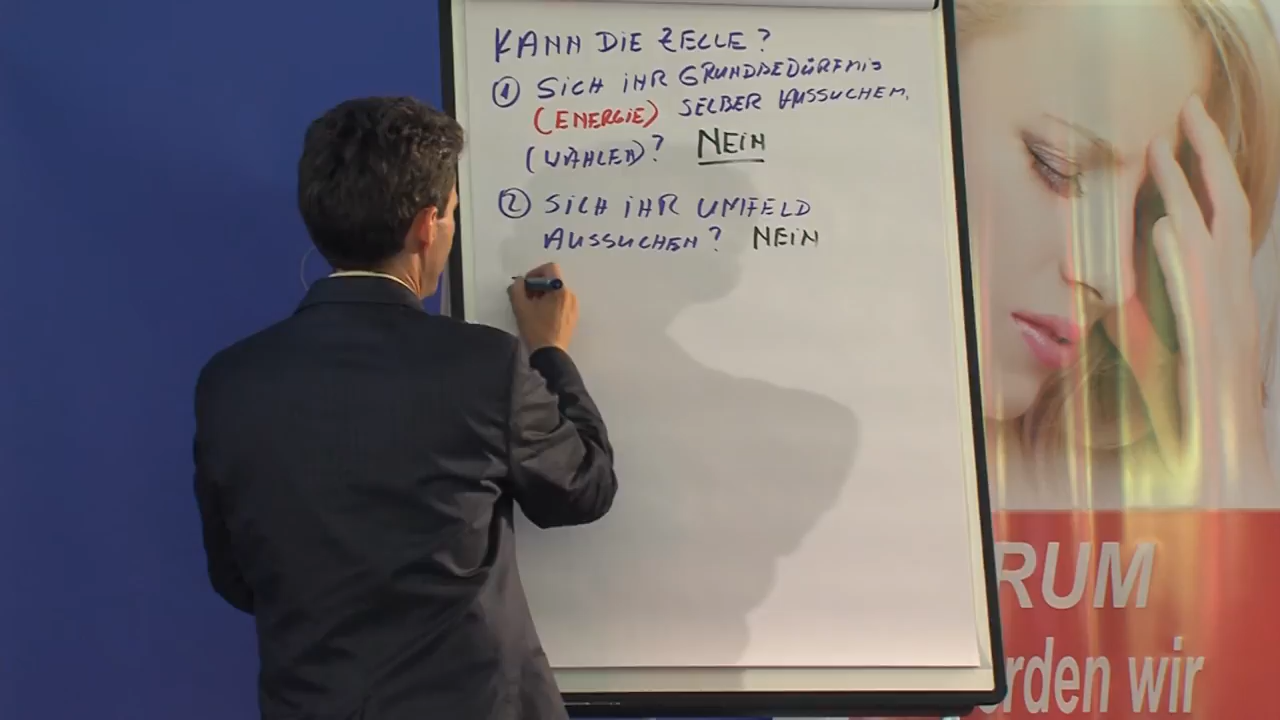 KANN DIE ZELLE?
① SICH IHR GRUNDBEDÜRFNIS
(ENERGIE) SELBER AUSSUCHEN.
(WÄHLEN)? NEIN
② SICH IHR UMFELD
AUSSUCHEN? NEIN
RUM
rden wir